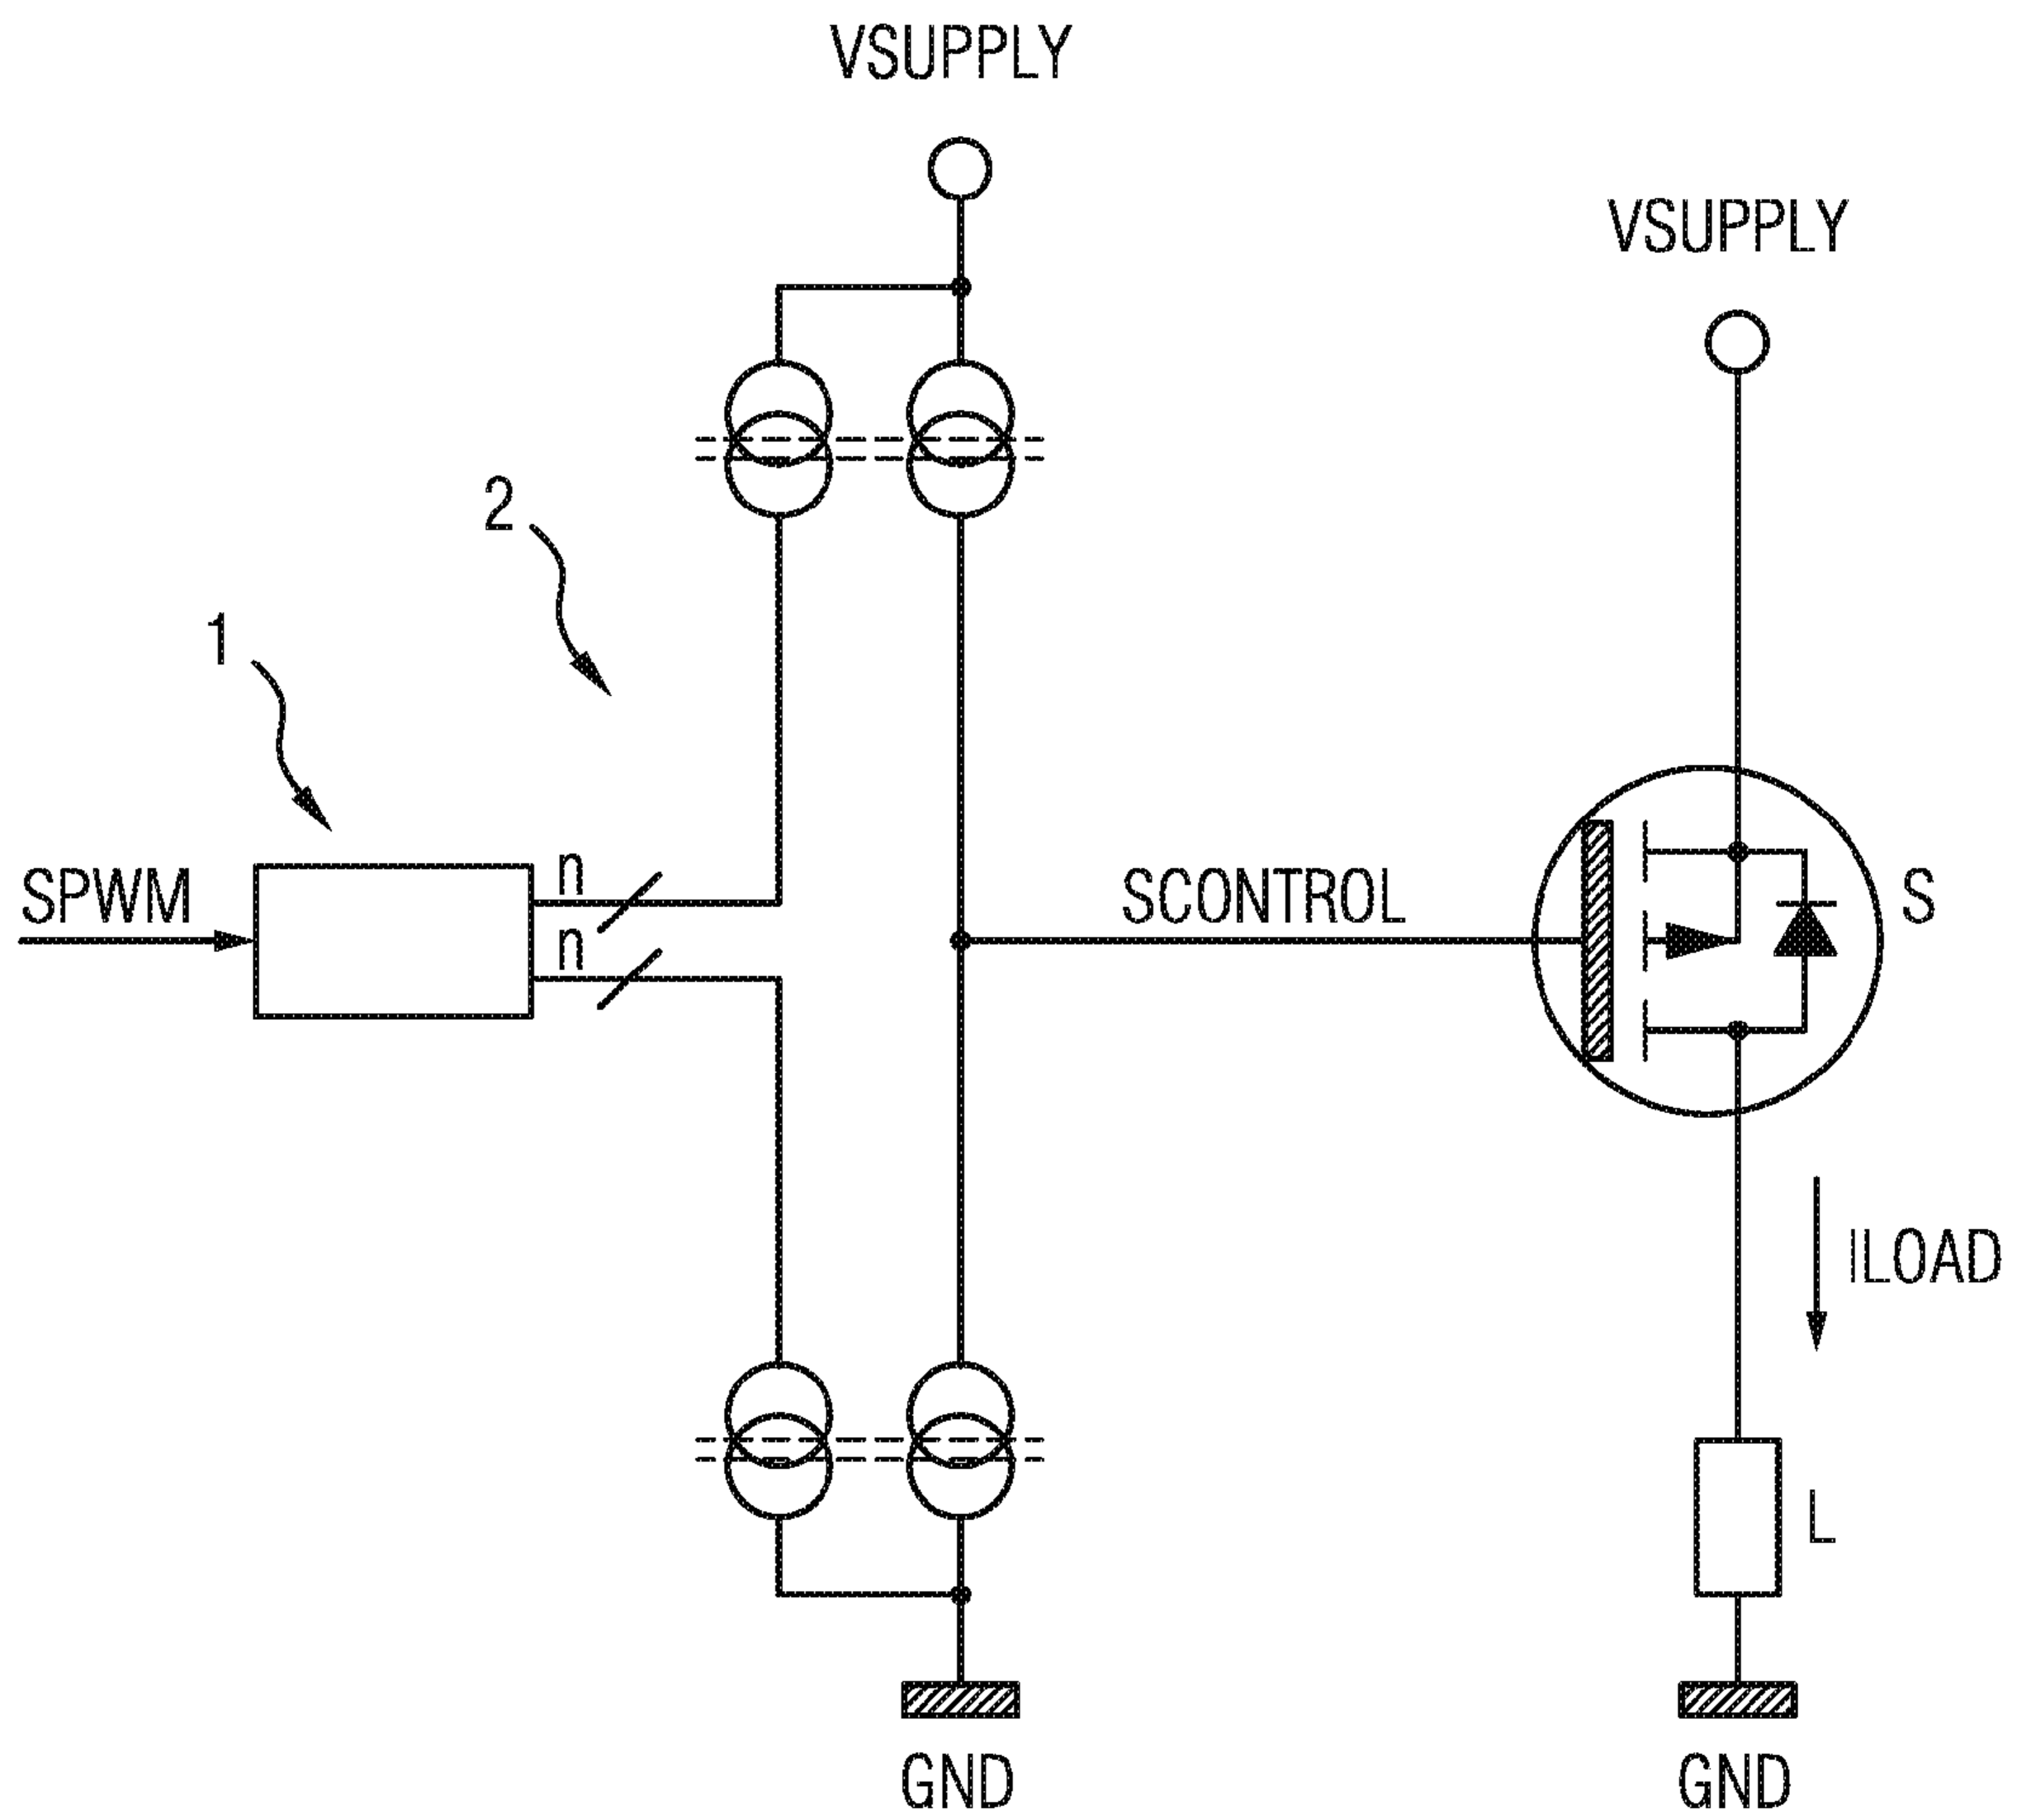 VSUPPLY
VSUPPLY
2
1
n
SPWM
n
SCONTROL
S
ILOAD
L
GND
GND